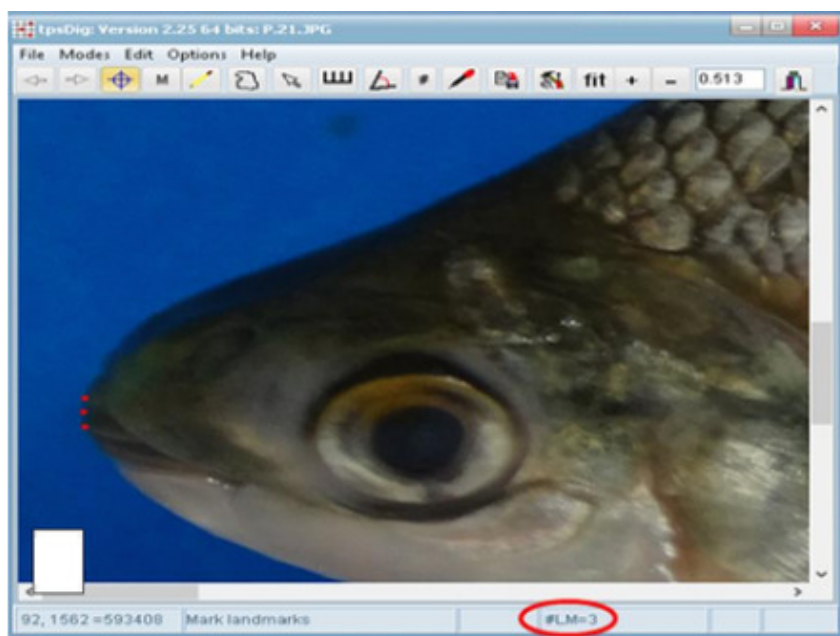 tpsDig: Version 2.25 64 bits: P.21.JPG
File Modes Edit Options Help
M # fit + - 0.513
92, 1562 =593408 Mark landmarks #LM=3